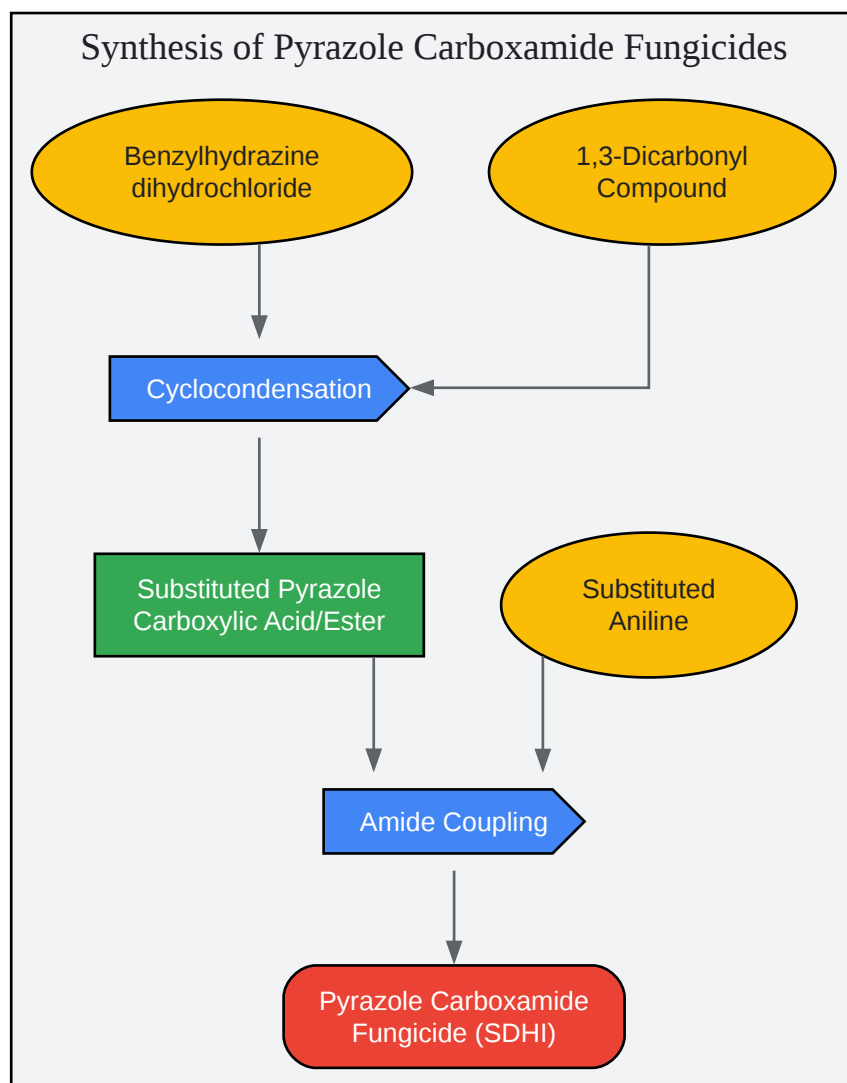 Synthesis of Pyrazole Carboxamide Fungicides
Benzylhydrazine
dihydrochloride
1,3-Dicarbonyl
Compound
Cyclocondensation
Substituted Pyrazole
Carboxylic Acid/Ester
Substituted
Aniline
Amide Coupling
Pyrazole Carboxamide
Fungicide (SDHI)